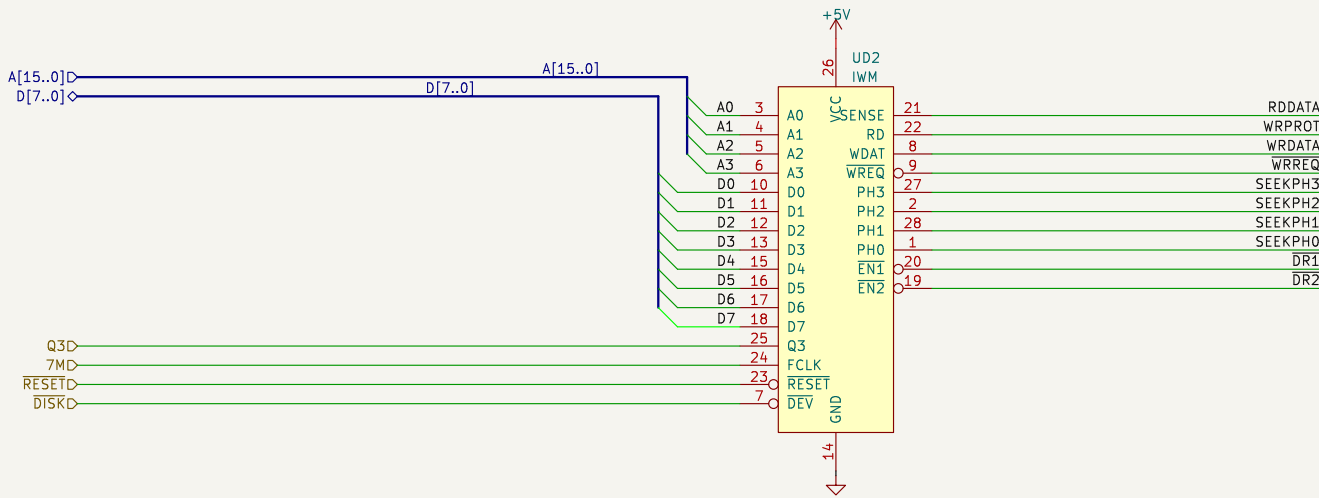 +5V
UD2
IWM
26
VCC
A[15..0]
A[15..0]
D[7..0]
D[7..0]
A0 3 A0 SENSE 21 RDDATA
A1 4 A1 RD 22 WRPROT
A2 5 A2 WDAT 8 WRDATA
A3 6 A3 WREQ 9 WRREQ
D0 10 D0 PH3 27 SEEKPH3
D1 11 D1 PH2 2 SEEKPH2
D2 12 D2 PH1 28 SEEKPH1
D3 13 D3 PH0 1 SEEKPH0
D4 15 D4 EN1 20 DR1
D5 16 D5 EN2 19 DR2
D6 17 D6
D7 18 D7
Q3 25 Q3
7M 24 FCLK
RESET 23 RESET
DISK 7 DEV
GND
14